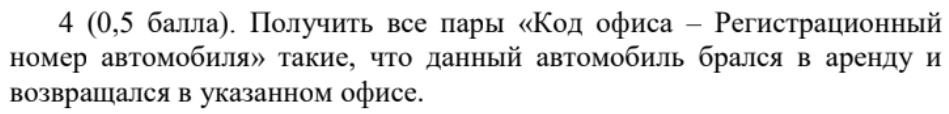 4 (0,5 балла). Получить все пары «Код офиса – Регистрационный
номер автомобиля» такие, что данный автомобиль брался в аренду и
возвращался в указанном офисе.